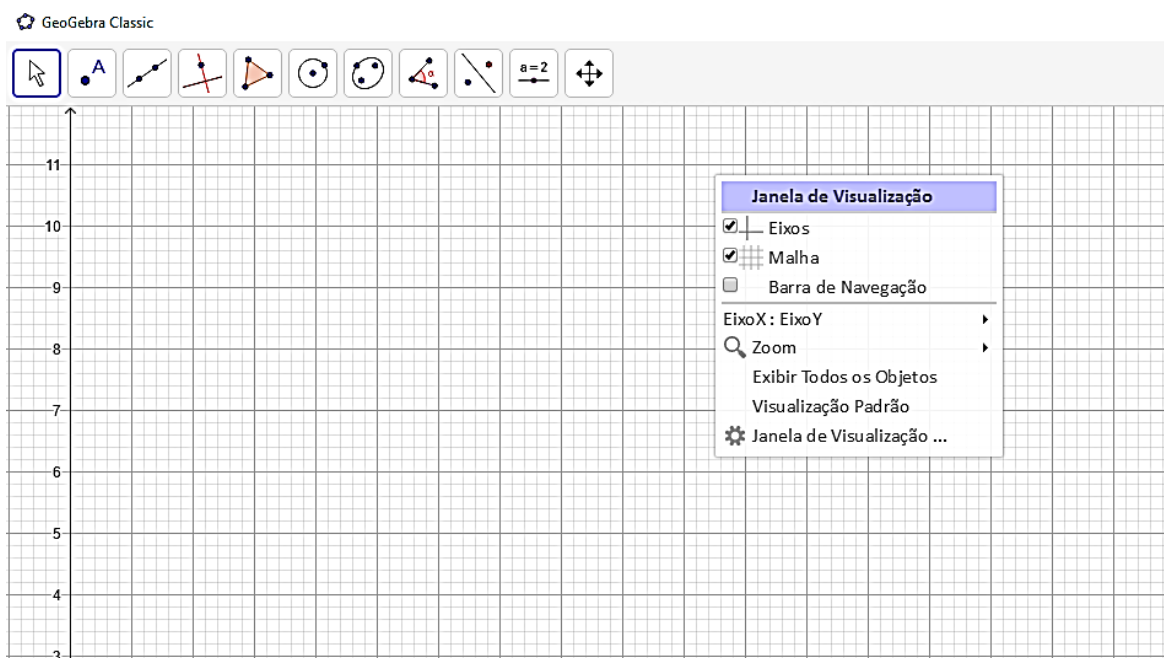 GeoGebra Classic
A
α
a=2
11
10
9
8
7
6
5
4
3
Janela de Visualização
Eixos
Malha
Barra de Navegação
EixoX : EixoY
Zoom
Exibir Todos os Objetos
Visualização Padrão
Janela de Visualização ...